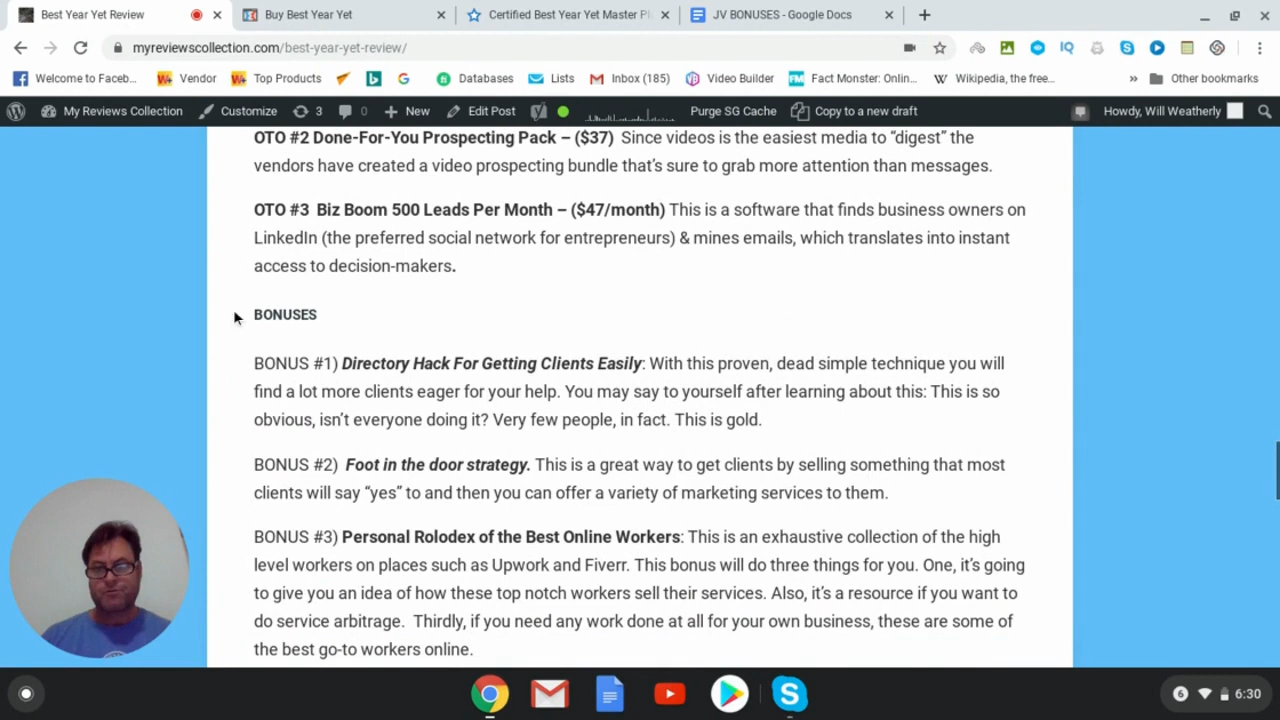 Best Year Yet Review
Buy Best Year Yet
Certified Best Year Yet Master Pl
JV BONUSES - Google Docs
myreviewscollection.com/best-year-yet-review/
Welcome to Faceb...
Vendor
Top Products
Databases
Lists
Inbox (185)
Video Builder
Fact Monster: Onlin...
Wikipedia, the free...
Other bookmarks
My Reviews Collection
Customize
3
0
New
Edit Post
Purge SG Cache
Copy to a new draft
Howdy, Will Weatherly
OTO #2 Done-For-You Prospecting Pack – ($37) Since videos is the easiest media to “digest” the
vendors have created a video prospecting bundle that’s sure to grab more attention than messages.
OTO #3 Biz Boom 500 Leads Per Month – ($47/month) This is a software that finds business owners on
LinkedIn (the preferred social network for entrepreneurs) & mines emails, which translates into instant
access to decision-makers.
BONUSES
BONUS #1) Directory Hack For Getting Clients Easily: With this proven, dead simple technique you will
find a lot more clients eager for your help. You may say to yourself after learning about this: This is so
obvious, isn’t everyone doing it? Very few people, in fact. This is gold.
BONUS #2) Foot in the door strategy. This is a great way to get clients by selling something that most
clients will say “yes” to and then you can offer a variety of marketing services to them.
BONUS #3) Personal Rolodex of the Best Online Workers: This is an exhaustive collection of the high
level workers on places such as Upwork and Fiverr. This bonus will do three things for you. One, it’s going
to give you an idea of how these top notch workers sell their services. Also, it’s a resource if you want to
do service arbitrage. Thirdly, if you need any work done at all for your own business, these are some of
the best go-to workers online.
6
6:30